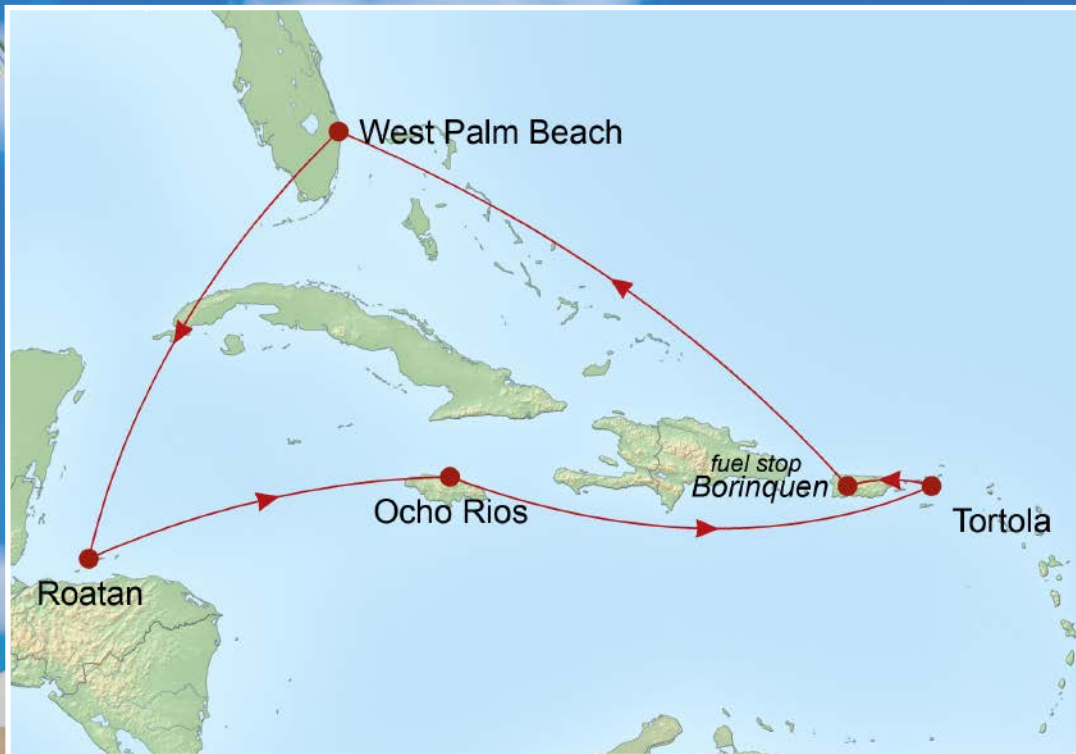 West Palm Beach
fuel stop
Borinquen
Ocho Rios
Tortola
Roatan